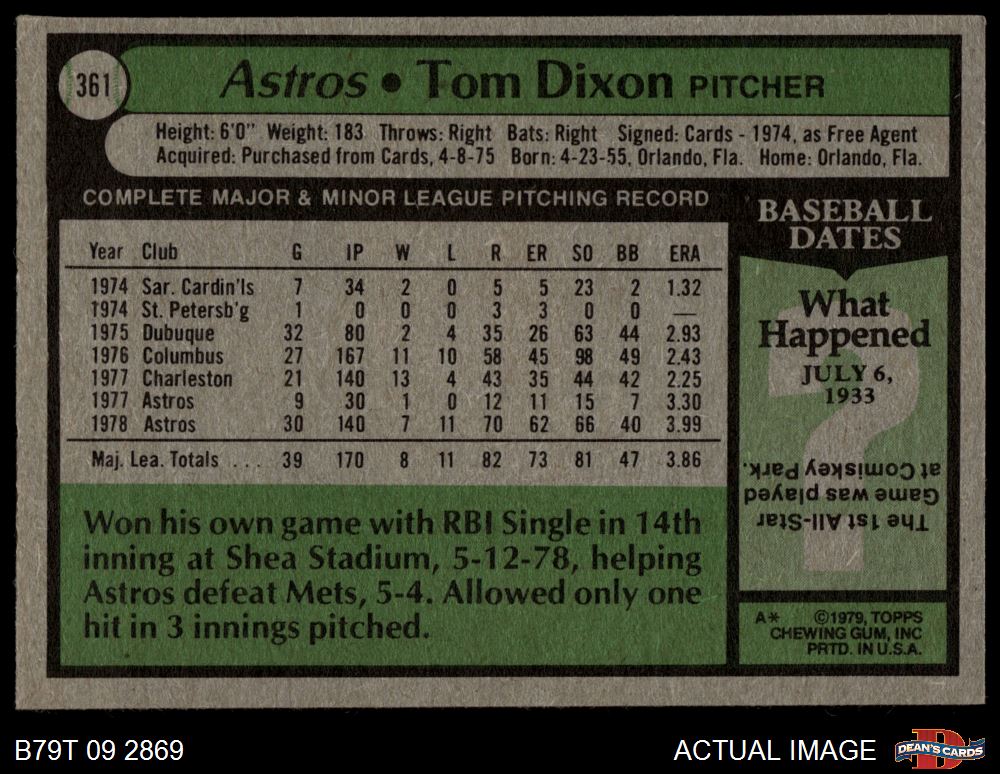 361
Astros • Tom Dixon PITCHER
Height: 6'0" Weight: 183 Throws: Right Bats: Right Signed: Cards - 1974, as Free Agent
Acquired: Purchased from Cards, 4-8-75 Born: 4-23-55, Orlando, Fla. Home: Orlando, Fla.
COMPLETE MAJOR & MINOR LEAGUE PITCHING RECORD
Year Club G IP W L R ER SO BB ERA
1974 Sar. Cardin'ls 7 34 2 0 5 5 23 2 1.32
1974 St. Petersb'g 1 0 0 0 3 3 0 0 —
1975 Dubuque 32 80 2 4 35 26 63 44 2.93
1976 Columbus 27 167 11 10 58 45 98 49 2.43
1977 Charleston 21 140 13 4 43 35 44 42 2.25
1977 Astros 9 30 1 0 12 11 15 7 3.30
1978 Astros 30 140 7 11 70 62 66 40 3.99
Maj. Lea. Totals . . . 39 170 8 11 82 73 81 47 3.86
Won his own game with RBI Single in 14th
inning at Shea Stadium, 5-12-78, helping
Astros defeat Mets, 5-4. Allowed only one
hit in 3 innings pitched.
BASEBALL
DATES
What
Happened
JULY 6,
1933
?
The 1st All-Star
Game was played
at Comiskey Park.
A* ©1979, TOPPS
CHEWING GUM, INC
PRTD. IN U.S.A.
B79T 09 2869
ACTUAL IMAGE
DEAN'S CARDS